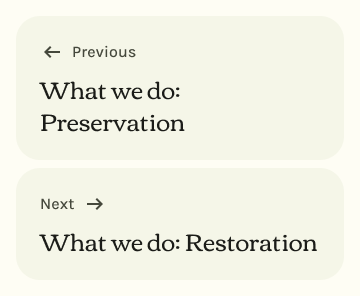 Previous
What we do:
Preservation
Next
What we do: Restoration